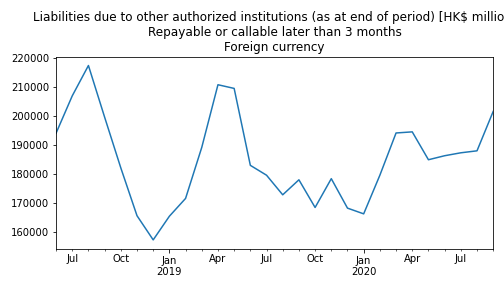 Liabilities due to other authorized institutions (as at end of period) [HK$ millio
Repayable or callable later than 3 months
Foreign currency
220000
210000
200000
190000
180000
170000
160000
Jul Oct Jan Apr Jul Oct Jan Apr Jul
2019 2020